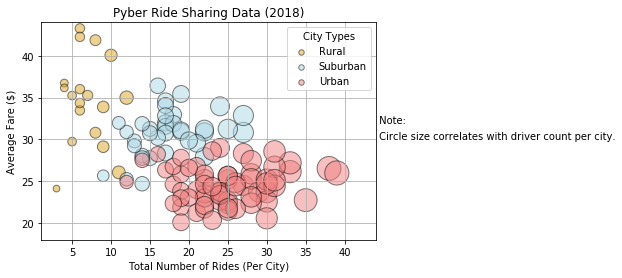 Pyber Ride Sharing Data (2018)
City Types
Rural
Suburban
Urban
Average Fare ($)
40
35
30
25
20
5
10
15
20
25
30
35
40
Total Number of Rides (Per City)
Note:
Circle size correlates with driver count per city.